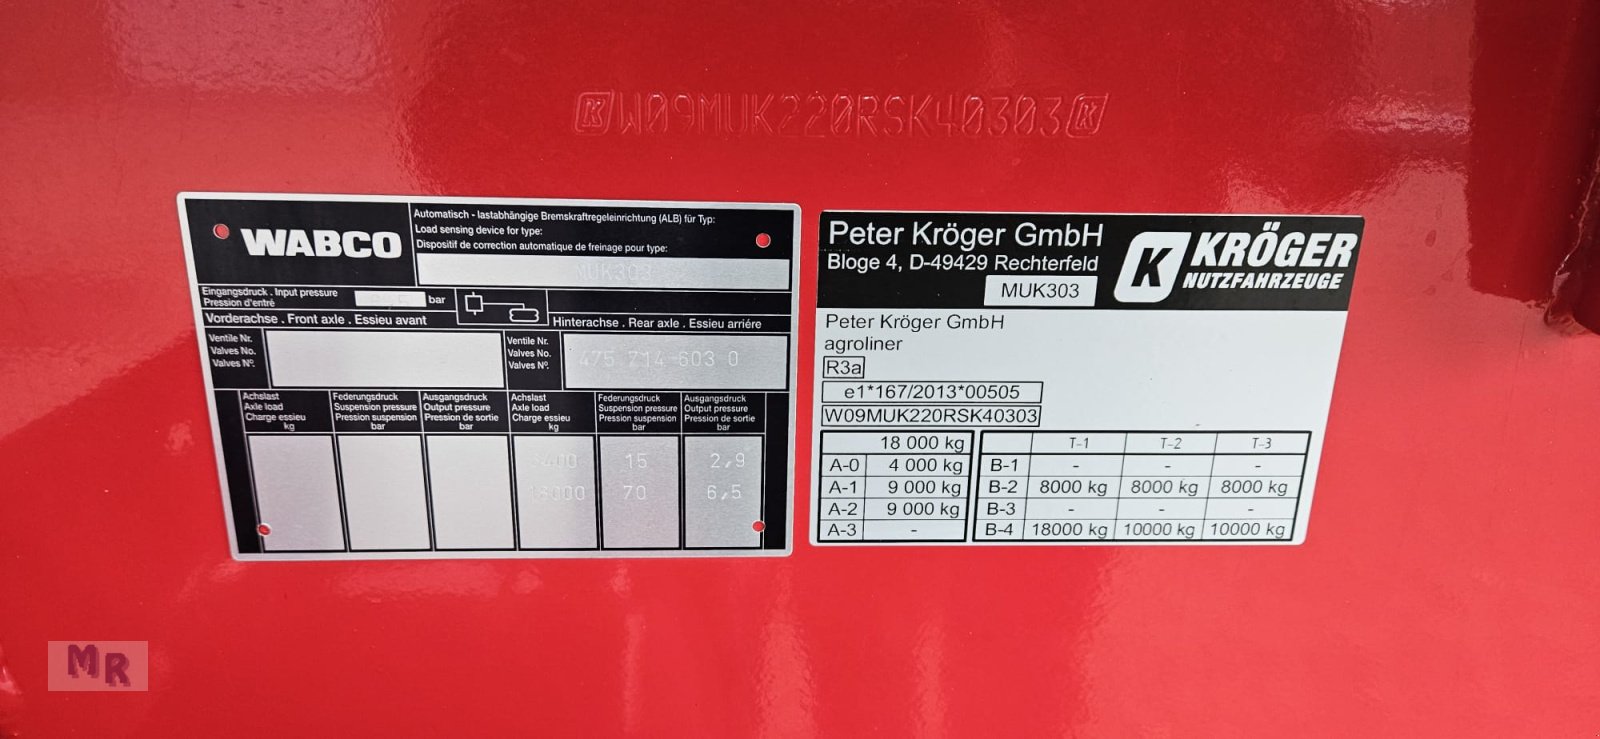 W09MUK220RSK40303
WABCO
Automatisch - lastabhängige Bremskraftregeleinrichtung (ALB) für Typ:
Load sensing device for type:
Dispositif de correction automatique de freinage pour type:
MUK303
Eingangsdruck . Input pressure
Pression d'entré
bar
Vorderachse . Front axle . Essieu avant
Hinterachse . Rear axle . Essieu arriére
Ventile Nr.
Valves No.
Valves Nº.
Ventile Nr.
Valves No.
Valves Nº.
475 714 603 0
Achslast
Axle load
Charge essieu
kg
Federungsdruck
Suspension pressure
Pression suspension
bar
Ausgangsdruck
Output pressure
Pression de sortie
bar
Achslast
Axle load
Charge essieu
kg
Federungsdruck
Suspension pressure
Pression suspension
bar
Ausgangsdruck
Output pressure
Pression de sortie
bar
15 2,9
18000 70 6,5
Peter Kröger GmbH
Bloge 4, D-49429 Rechterfeld
MUK303
K KRÖGER
NUTZFAHRZEUGE
Peter Kröger GmbH
agroliner
R3a
e1*167/2013*00505
W09MUK220RSK40303
18 000 kg T-1 T-2 T-3
A-0 4 000 kg B-1 - - -
A-1 9 000 kg B-2 8000 kg 8000 kg 8000 kg
A-2 9 000 kg B-3 - - -
A-3 - B-4 18000 kg 10000 kg 10000 kg
MR